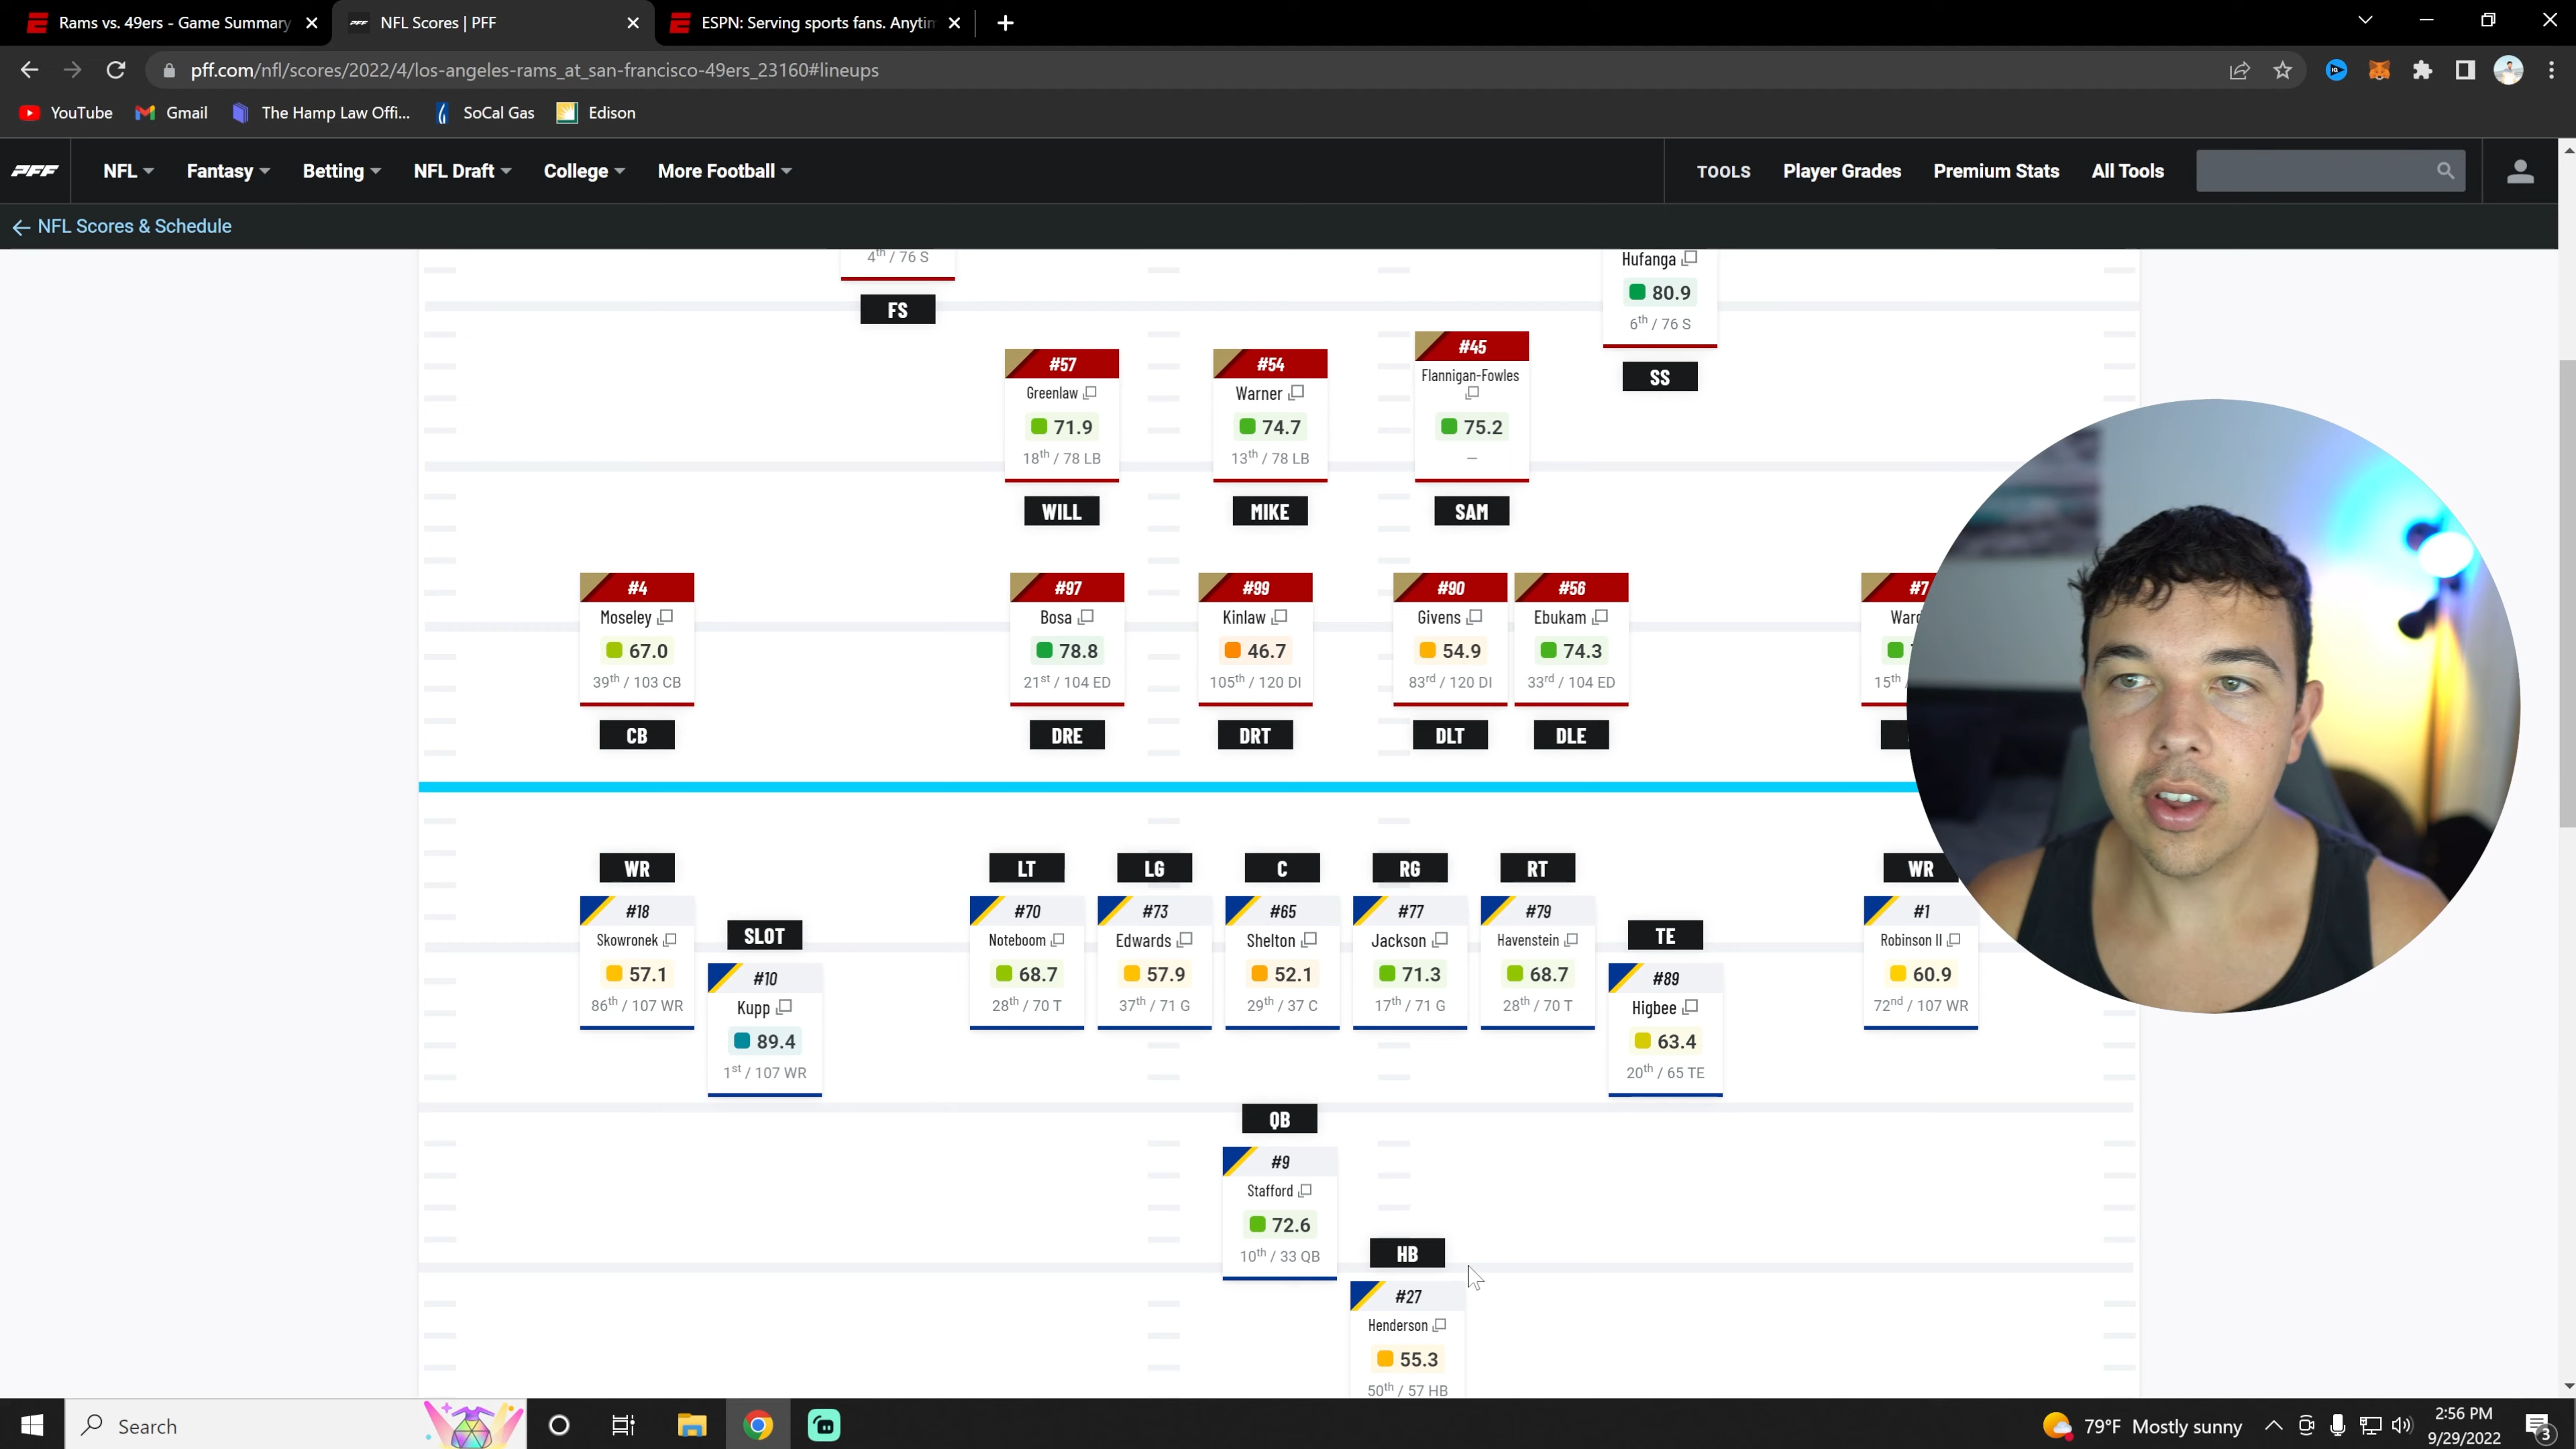 Rams vs. 49ers - Game Summary
NFL Scores | PFF
ESPN: Serving sports fans. Anytim
pff.com/nfl/scores/2022/4/los-angeles-rams_at_san-francisco-49ers_23160#lineups
YouTube Gmail The Hamp Law Offi... SoCal Gas Edison
PFF NFL Fantasy Betting NFL Draft College More Football TOOLS Player Grades Premium Stats All Tools
← NFL Scores & Schedule
4th / 76 S
FS
Hufanga
80.9
6th / 76 S
SS
#57
Greenlaw
71.9
18th / 78 LB
WILL
#54
Warner
74.7
13th / 78 LB
MIKE
#45
Flannigan-Fowles
75.2
—
SAM
#4
Moseley
67.0
39th / 103 CB
CB
#97
Bosa
78.8
21st / 104 ED
DRE
#99
Kinlaw
46.7
105th / 120 DI
DRT
#90
Givens
54.9
83rd / 120 DI
DLT
#56
Ebukam
74.3
33rd / 104 ED
DLE
#7
Ward
15th /
WR
#18
Skowronek
57.1
86th / 107 WR
SLOT
#10
Kupp
89.4
1st / 107 WR
LT
#70
Noteboom
68.7
28th / 70 T
LG
#73
Edwards
57.9
37th / 71 G
C
#65
Shelton
52.1
29th / 37 C
RG
#77
Jackson
71.3
17th / 71 G
RT
#79
Havenstein
68.7
28th / 70 T
TE
#89
Higbee
63.4
20th / 65 TE
WR
#1
Robinson II
60.9
72nd / 107 WR
QB
#9
Stafford
72.6
10th / 33 QB
HB
#27
Henderson
55.3
50th / 57 HB
Search
79°F Mostly sunny
2:56 PM
9/29/2022
3